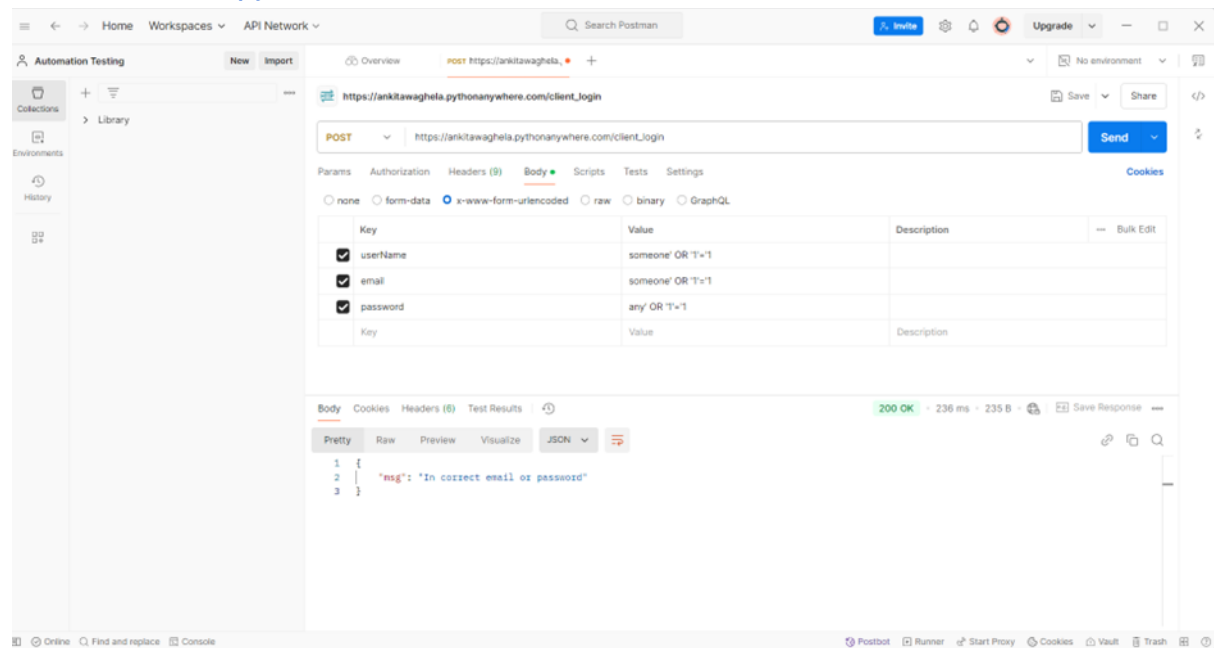 Home Workspaces API Network Search Postman Invite Upgrade
Automation Testing New Import Overview POST https://ankitawaghela. + No environment
Collections
Library
https://ankitawaghela.pythonanywhere.com/client_login Save Share
Environments
POST https://ankitawaghela.pythonanywhere.com/client_login Send
History
Params Authorization Headers (9) Body Scripts Tests Settings Cookies
none form-data x-www-form-urlencoded raw binary GraphQL
Key Value Description Bulk Edit
userName someone' OR '1'='1
email someone' OR '1'='1
password any' OR '1'='1
Key Value Description
Body Cookies Headers (6) Test Results 200 OK 236 ms 235 B Save Response
Pretty Raw Preview Visualize JSON
1 {
2 "msg": "In correct email or password"
3 }
Online Find and replace Console Postbot Runner Start Proxy Cookies Vault Trash